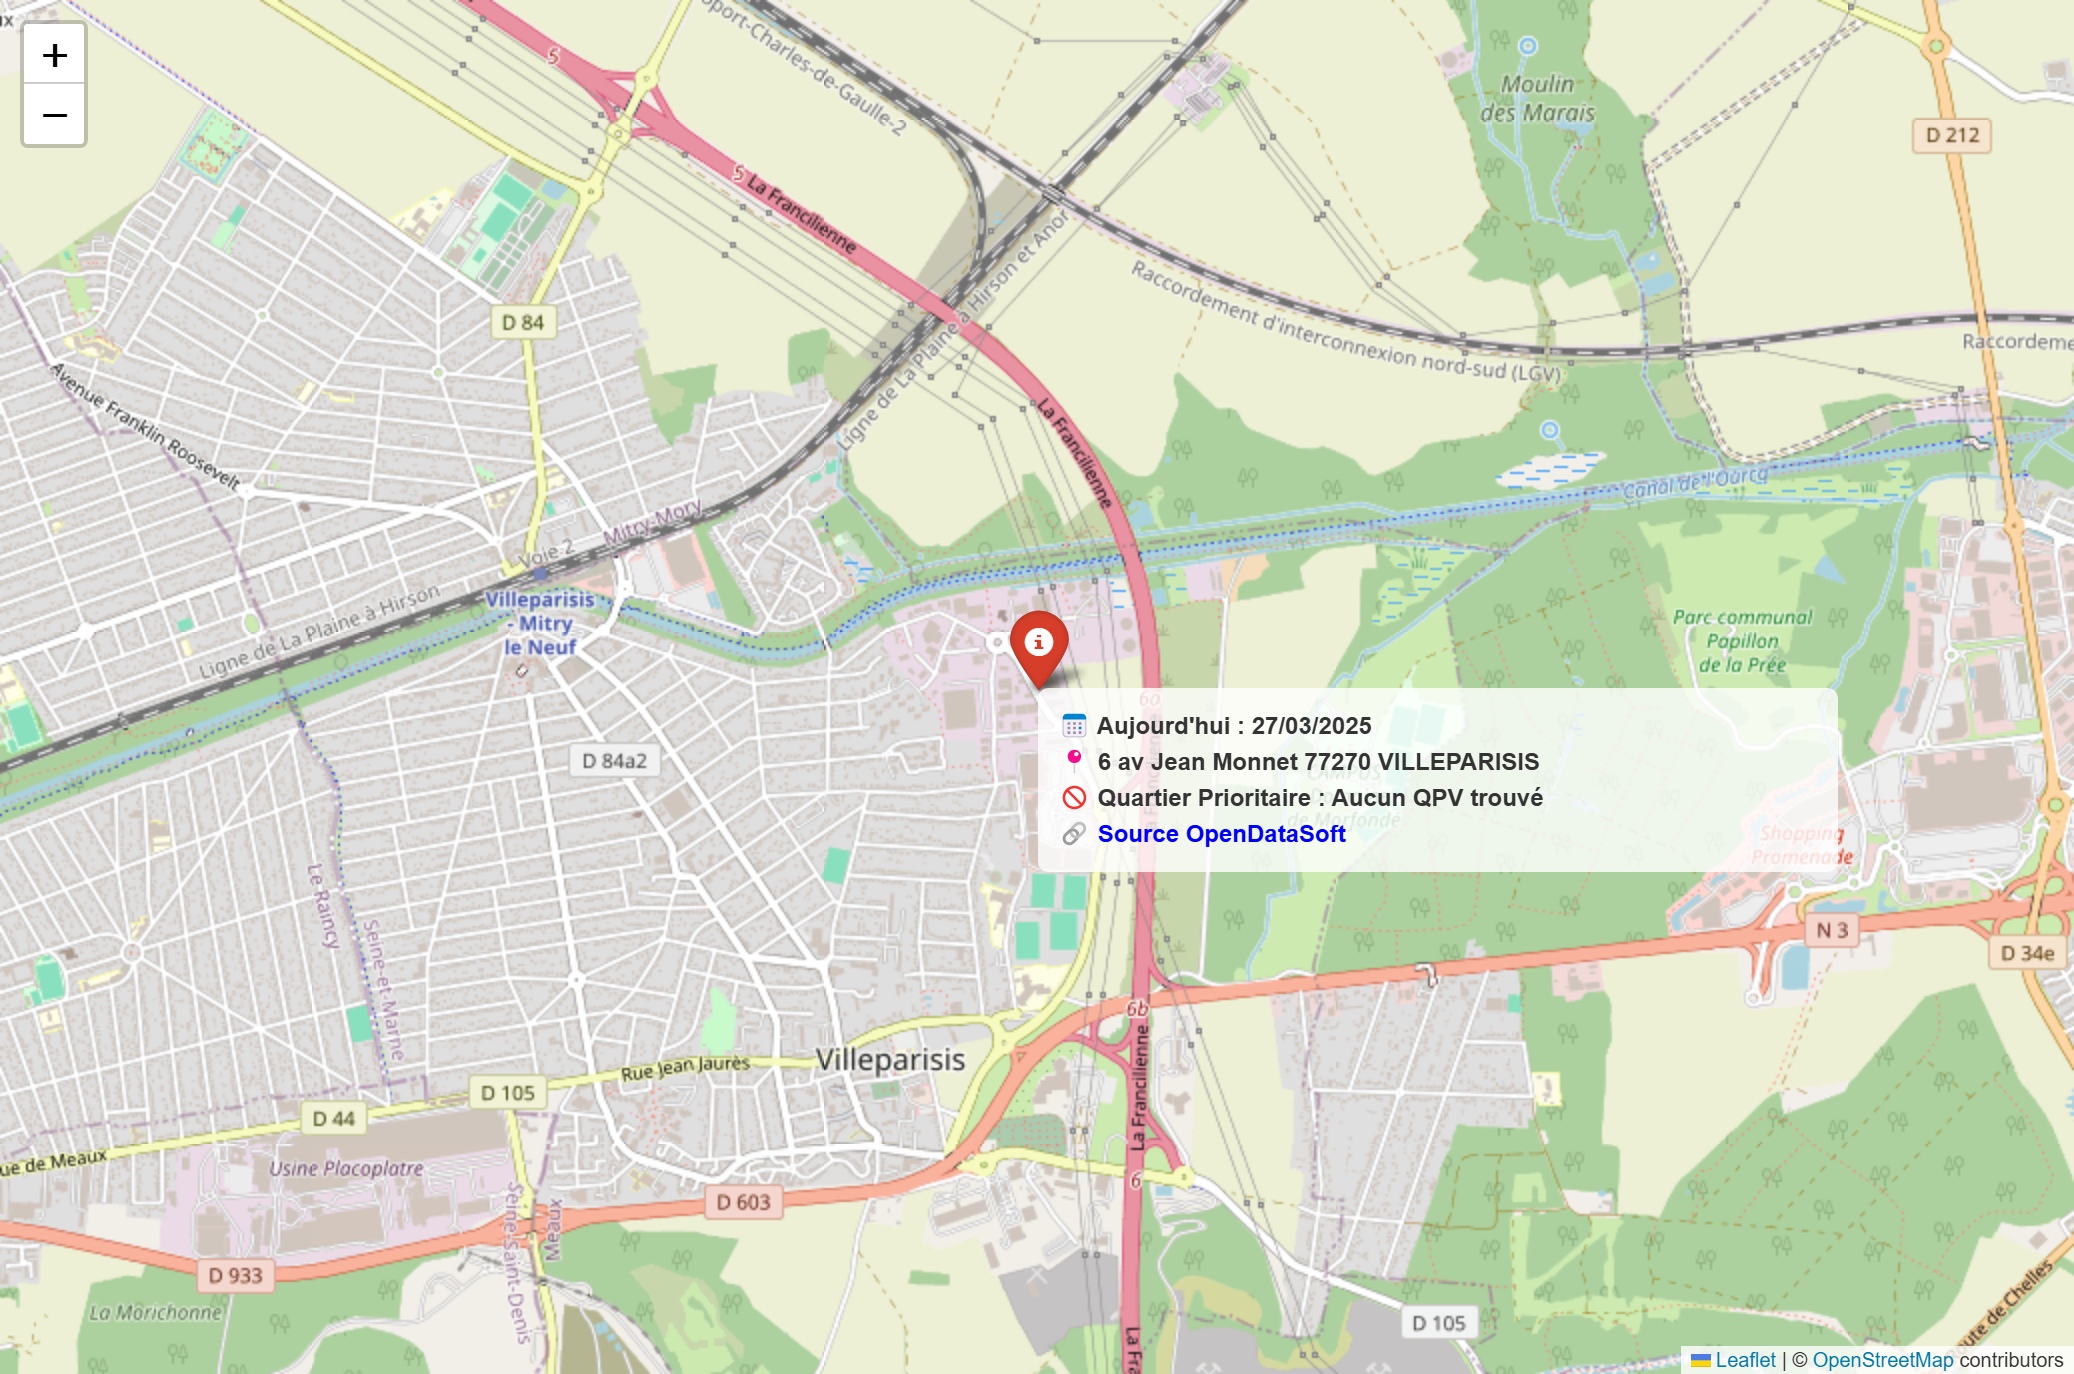 +
−
5
5
La Francilienne
oport-Charles-de-Gaulle-2
Moulin
des Marais
D 212
D 84
Ligne de La Plaine à Hirson et Anor
Raccordement d'interconnexion nord-sud (LGV)
Raccordeme
Avenue Franklin Roosevelt
La Francilienne
Canal de l'Ourcq
Mitry-Mory
Voie 2
Villeparisis
- Mitry
le Neuf
Ligne de La Plaine à Hirson
Parc communal
Papillon
de la Prée
6a
Aujourd'hui : 27/03/2025
6 av Jean Monnet 77270 VILLEPARISIS
Quartier Prioritaire : Aucun QPV trouvé
Source OpenDataSoft
D 84a2
de Morfonde
Shopping
Promenade
Le Raincy
Seine-et-Marne
N 3
D 34e
6b
La Francilienne
Villeparisis
Rue Jean Jaurès
D 105
D 44
ue de Meaux
Usine Placoplatre
D 603
6
Seine-Saint-Denis
Meaux
D 933
La Morichonne
D 105
La Fra
oute de Chelles
Leaflet | © OpenStreetMap contributors